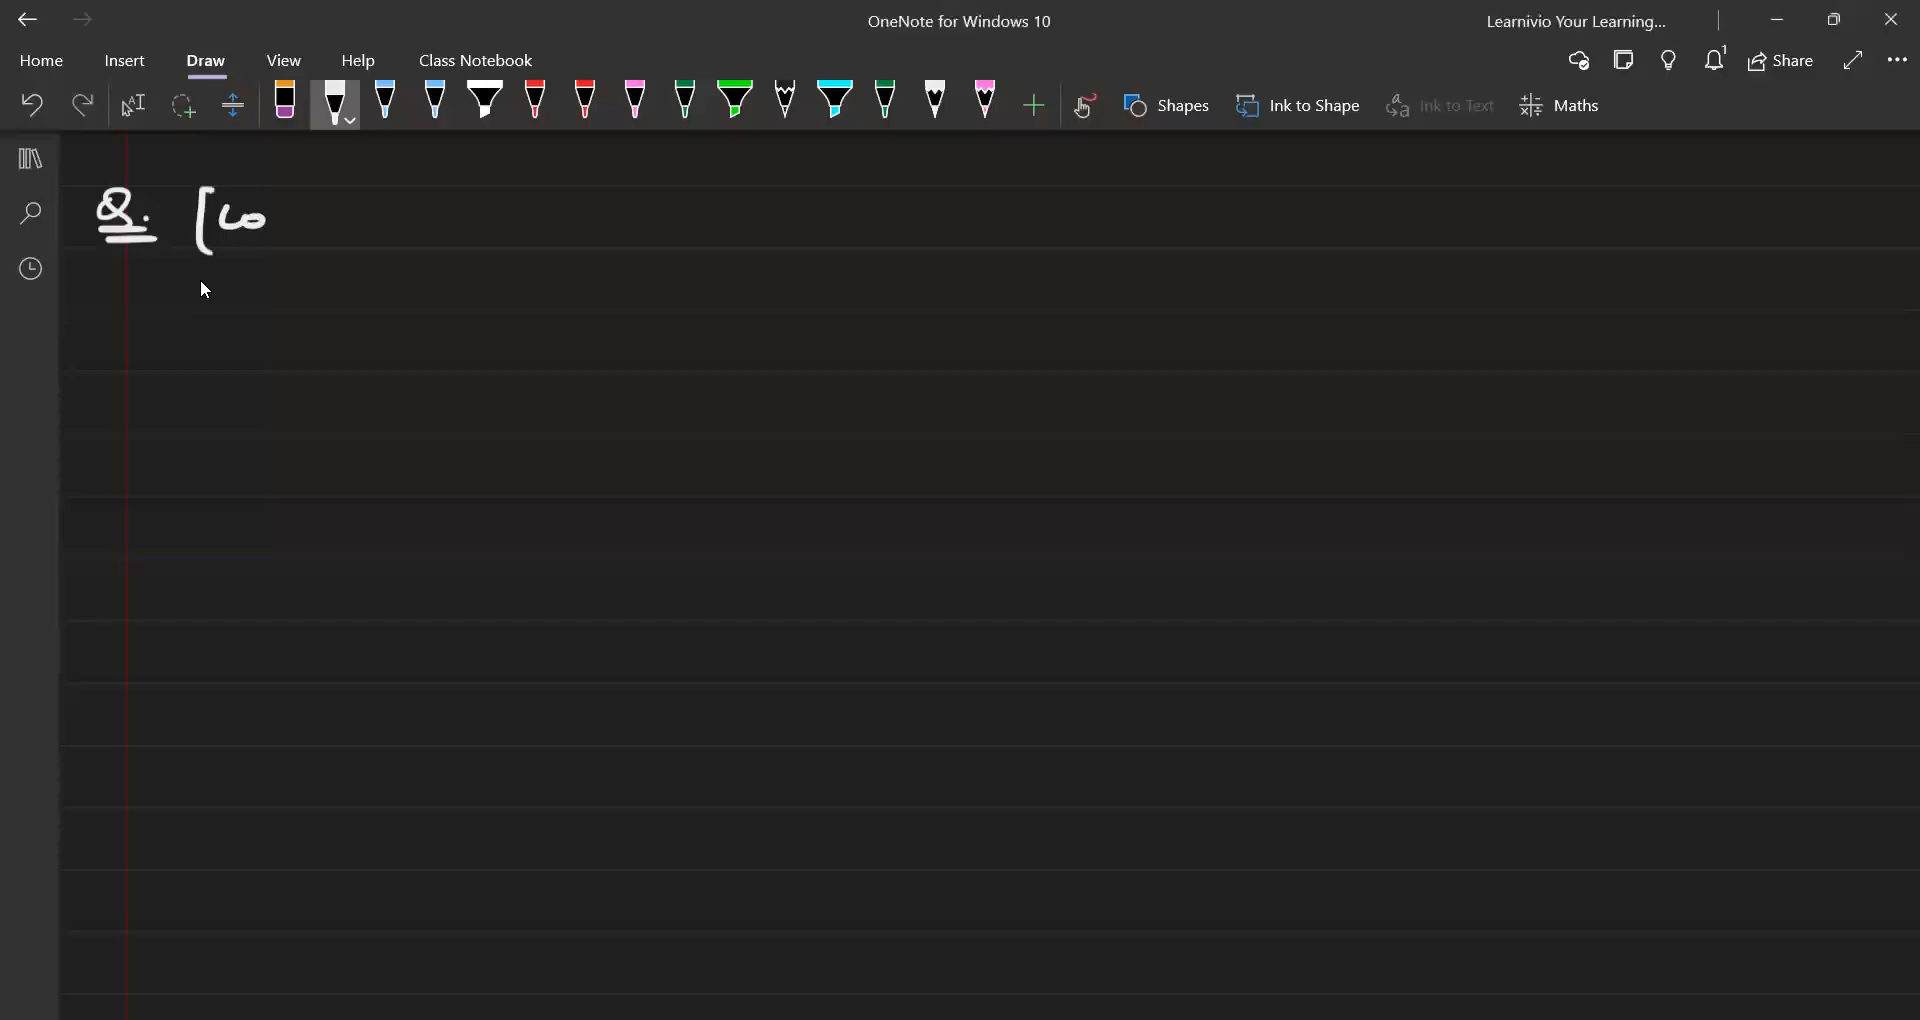 OneNote for Windows 10 Learnivio Your Learning...
Home Insert Draw View Help Class Notebook Share
Shapes Ink to Shape Ink to Text Maths
Q. [Co